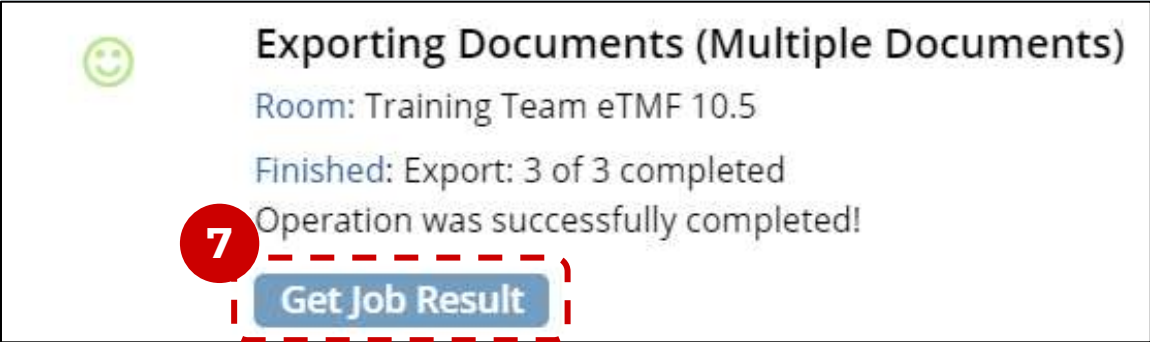 Exporting Documents (Multiple Documents)
Room: Training Team eTMF 10.5
Finished: Export: 3 of 3 completed
Operation was successfully completed!
7
Get Job Result